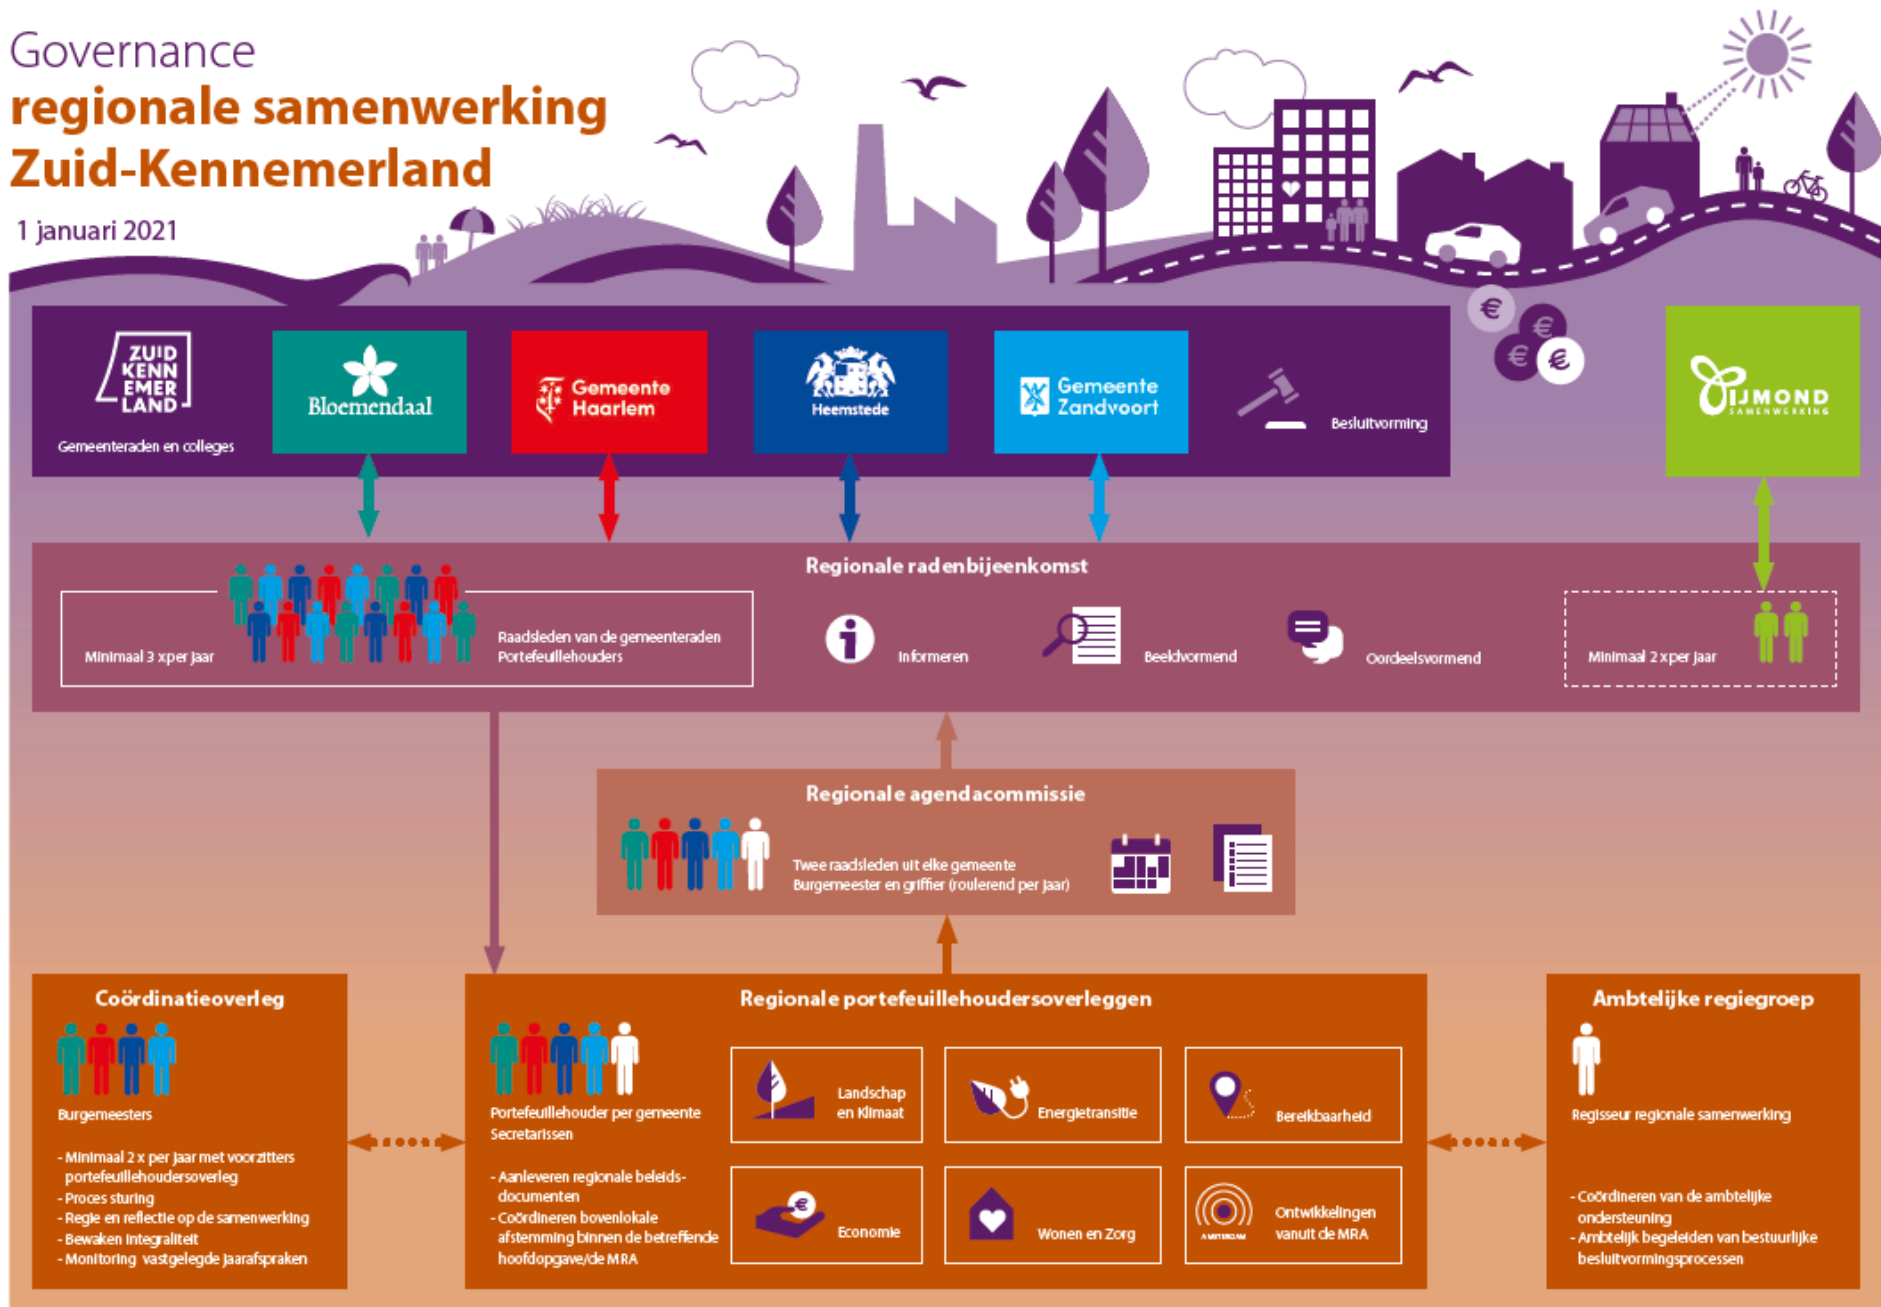 Governance
regionale samenwerking
Zuid-Kennemerland
1 januari 2021
ZUID
KENN
EMER
LAND
Gemeenteraden en colleges
Bloemendaal
Gemeente
Haarlem
Heemstede
Gemeente
Zandvoort
Besluitvorming
€
€
€
€
IJMOND
SAMENWERKING
Regionale radenbijeenkomst
Minimaal 3 x per jaar
Raadsleden van de gemeenteraden
Portefeuillehouders
Informeren
Beeldvormend
Oordeelsvormend
Minimaal 2 x per jaar
Regionale agendacommissie
Twee raadsleden uit elke gemeente
Burgemeester en griffier (roulerend per jaar)
Coördinatieoverleg
Burgemeesters
- Minimaal 2 x per jaar met voorzitters
portefeuillehoudersoverleg
- Proces sturing
- Regie en reflectie op de samenwerking
- Bewaken integraliteit
- Monitoring vastgelegde jaarafspraken
Regionale portefeuillehoudersoverleggen
Portefeuillehouder per gemeente
Secretarissen
- Aanleveren regionale beleids-
documenten
- Coördineren bovenlokale
afstemming binnen de betreffende
hoofdopgave/de MRA
Landschap
en Klimaat
Energietransitie
Bereikbaarheid
€
Economie
Wonen en Zorg
AMSTERDAM
Ontwikkelingen
vanuit de MRA
Ambtelijke regiegroep
Regisseur regionale samenwerking
- Coördineren van de ambtelijke
ondersteuning
- Ambtelijk begeleiden van bestuurlijke
besluitvormingsprocessen